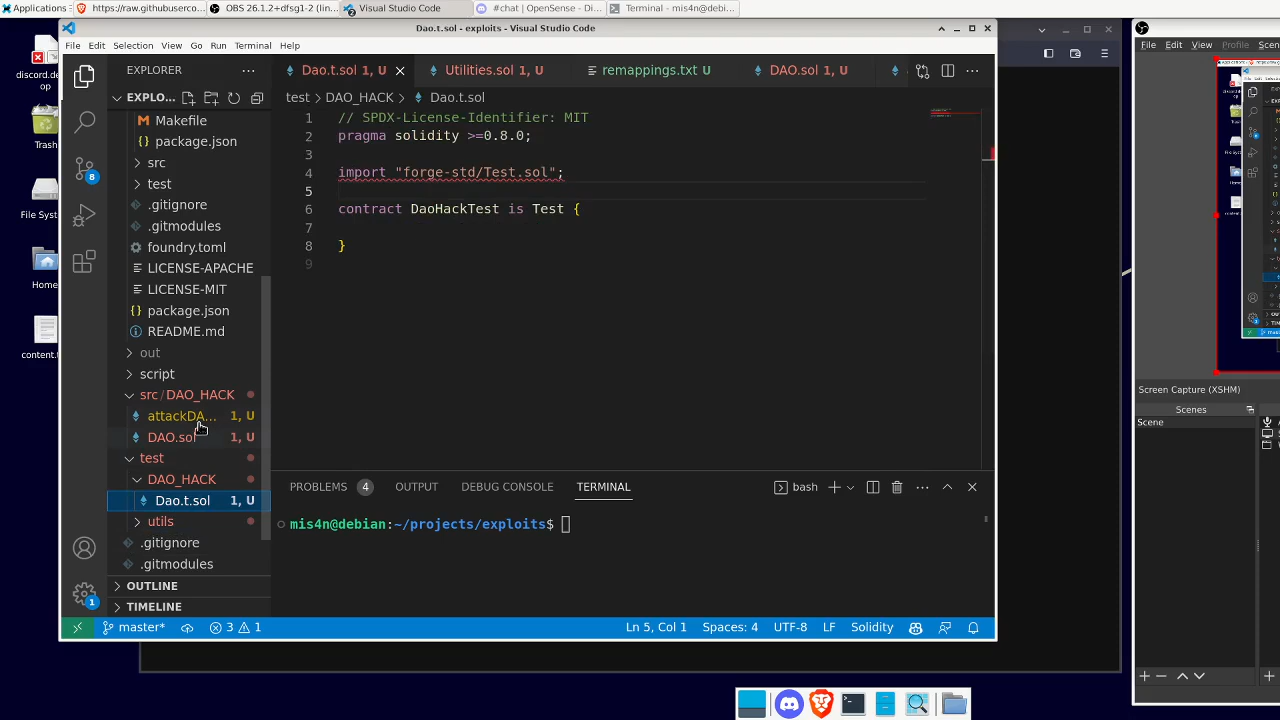 Applications
https://raw.githubuserco...
OBS 26.1.2+dfsg1-2 (lin...
Visual Studio Code
#chat | OpenSense - Di...
Terminal - mis4n@debi...
discord.de
op
Trash
File Sys
Home
content.t
Dao.t.sol - exploits - Visual Studio Code
File Edit Selection View Go Run Terminal Help
EXPLORER
Dao.t.sol 1, U
Utilities.sol 1, U
remappings.txt U
DAO.sol 1, U
EXPLO...
test > DAO_HACK > Dao.t.sol
Makefile
package.json
src
test
.gitignore
.gitmodules
foundry.toml
LICENSE-APACHE
LICENSE-MIT
package.json
README.md
out
script
src / DAO_HACK
attackDA... 1, U
DAO.sol 1, U
test
DAO_HACK
Dao.t.sol 1, U
utils
.gitignore
.gitmodules
OUTLINE
TIMELINE
8
1
1 // SPDX-License-Identifier: MIT
2 pragma solidity >=0.8.0;
3
4 import "forge-std/Test.sol";
5
6 contract DaoHackTest is Test {
7
8 }
9
PROBLEMS 4 OUTPUT DEBUG CONSOLE TERMINAL
bash
mis4n@debian:~/projects/exploits$
master* 3 1
Ln 5, Col 1 Spaces: 4 UTF-8 LF Solidity
File Edit View Profile Scen
Screen Capture (XSHM)
Scenes
Scene